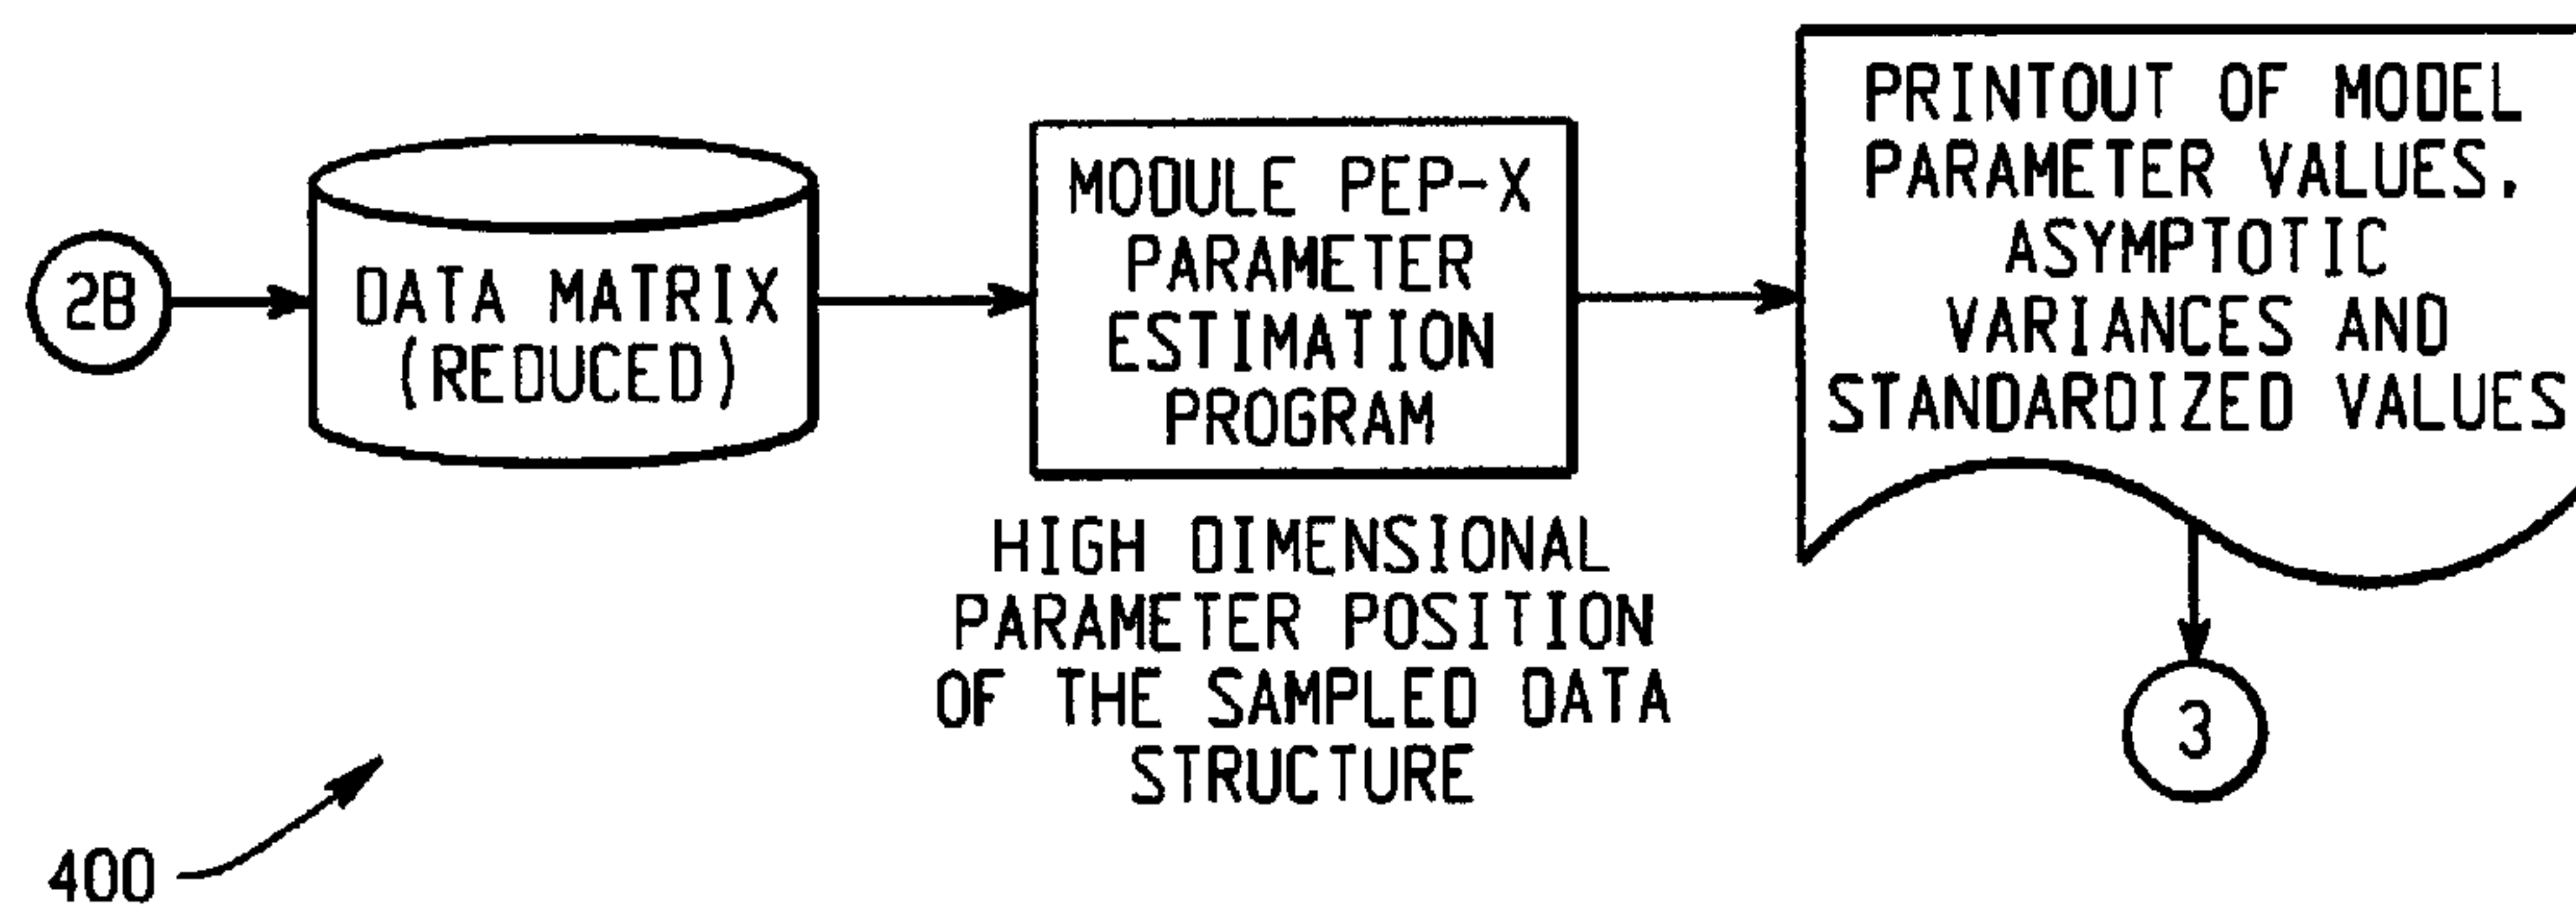 2B
DATA MATRIX
(REDUCED)
MODULE PEP-X
PARAMETER
ESTIMATION
PROGRAM
HIGH DIMENSIONAL
PARAMETER POSITION
OF THE SAMPLED DATA
STRUCTURE
PRINTOUT OF MODEL
PARAMETER VALUES,
ASYMPTOTIC
VARIANCES AND
STANDARDIZED VALUES
3
400